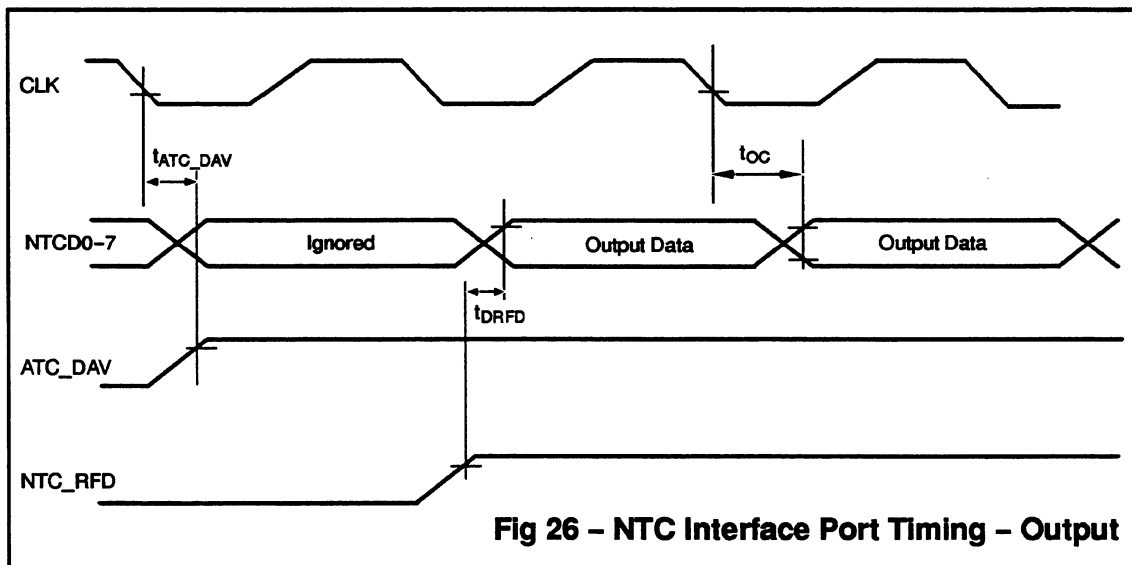 CLK
tATC_DAV
tOC
NTCD0-7
Ignored
Output Data
Output Data
tDRFD
ATC_DAV
NTC_RFD
Fig 26 – NTC Interface Port Timing – Output